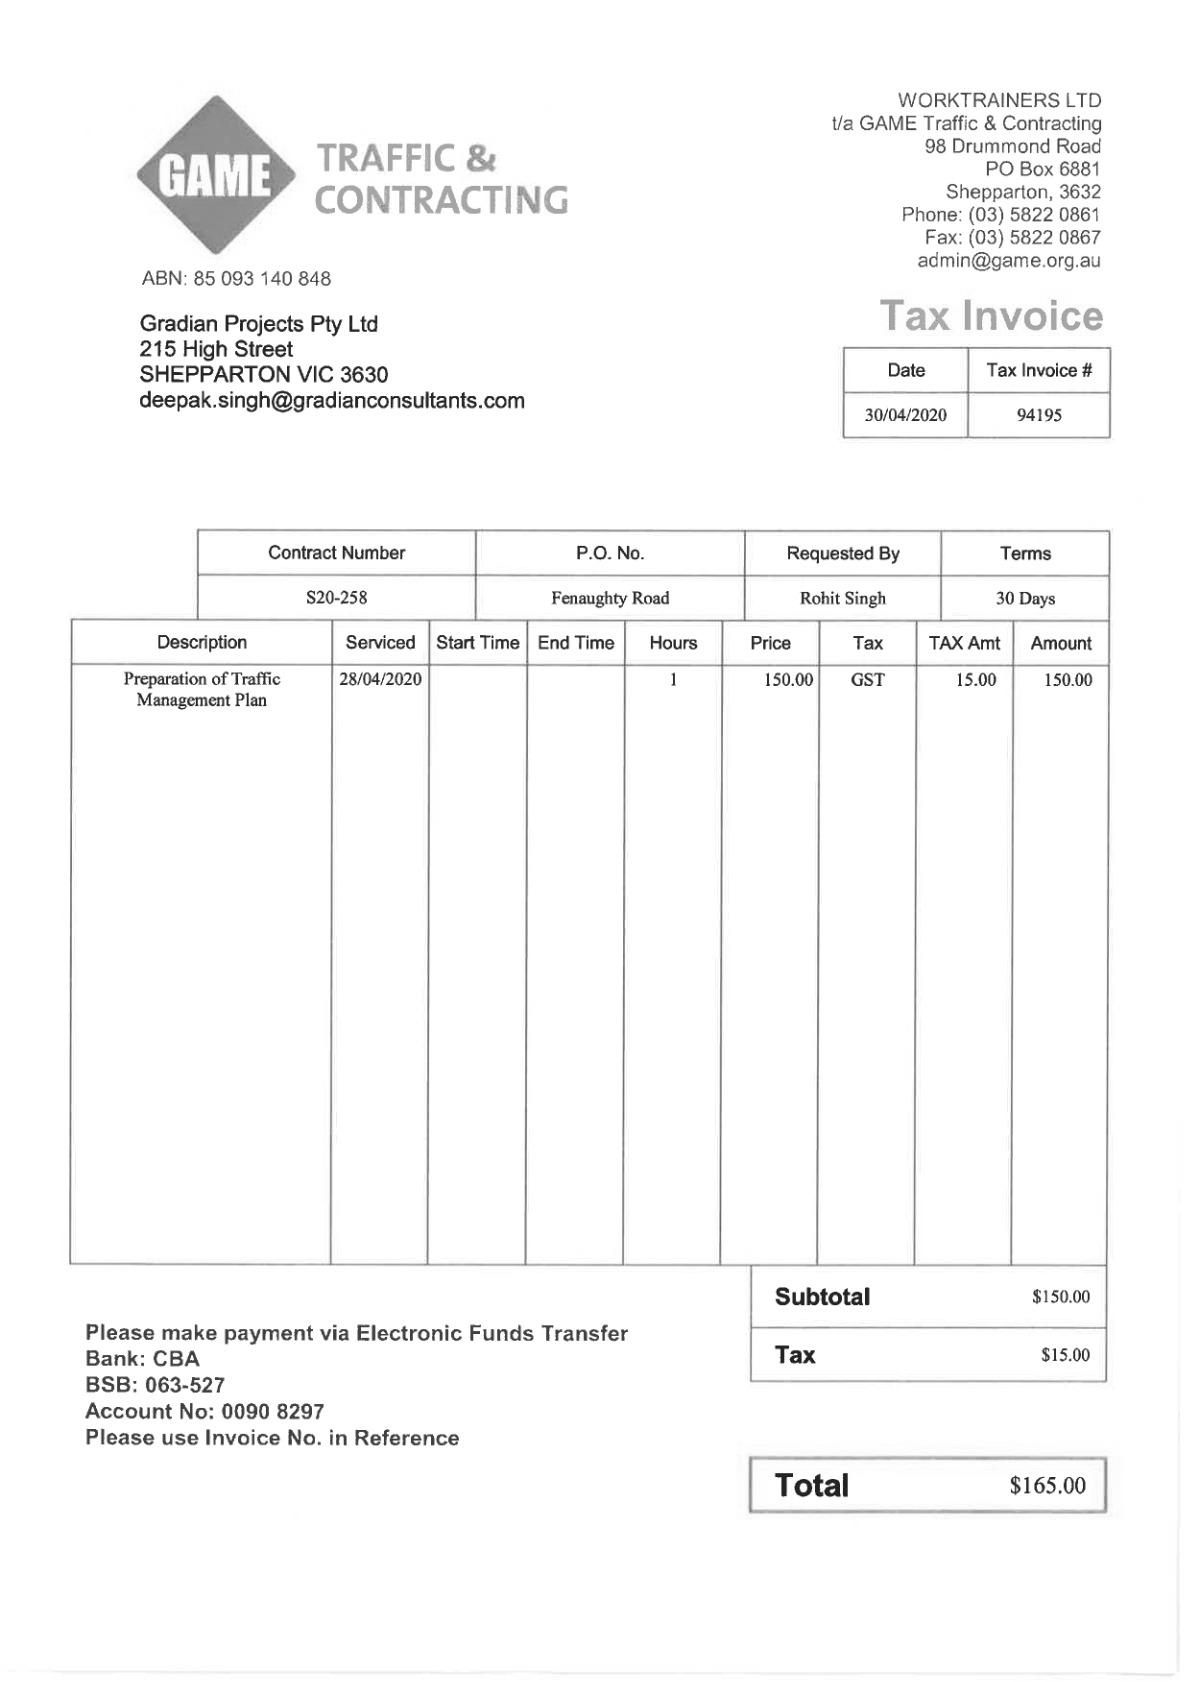 GAME
TRAFFIC &
CONTRACTING
WORKTRAINERS LTD
t/a GAME Traffic & Contracting
98 Drummond Road
PO Box 6881
Shepparton, 3632
Phone: (03) 5822 0861
Fax: (03) 5822 0867
admin@game.org.au
ABN: 85 093 140 848
Gradian Projects Pty Ltd
215 High Street
SHEPPARTON VIC 3630
deepak.singh@gradianconsultants.com
Tax Invoice
Date Tax Invoice #
30/04/2020 94195
Contract Number P.O. No. Requested By Terms
S20-258 Fenaughty Road Rohit Singh 30 Days
Description Serviced Start Time End Time Hours Price Tax TAX Amt Amount
Preparation of Traffic 28/04/2020 1 150.00 GST 15.00 150.00
Management Plan
Subtotal $150.00
Tax $15.00
Please make payment via Electronic Funds Transfer
Bank: CBA
BSB: 063-527
Account No: 0090 8297
Please use Invoice No. in Reference
Total $165.00